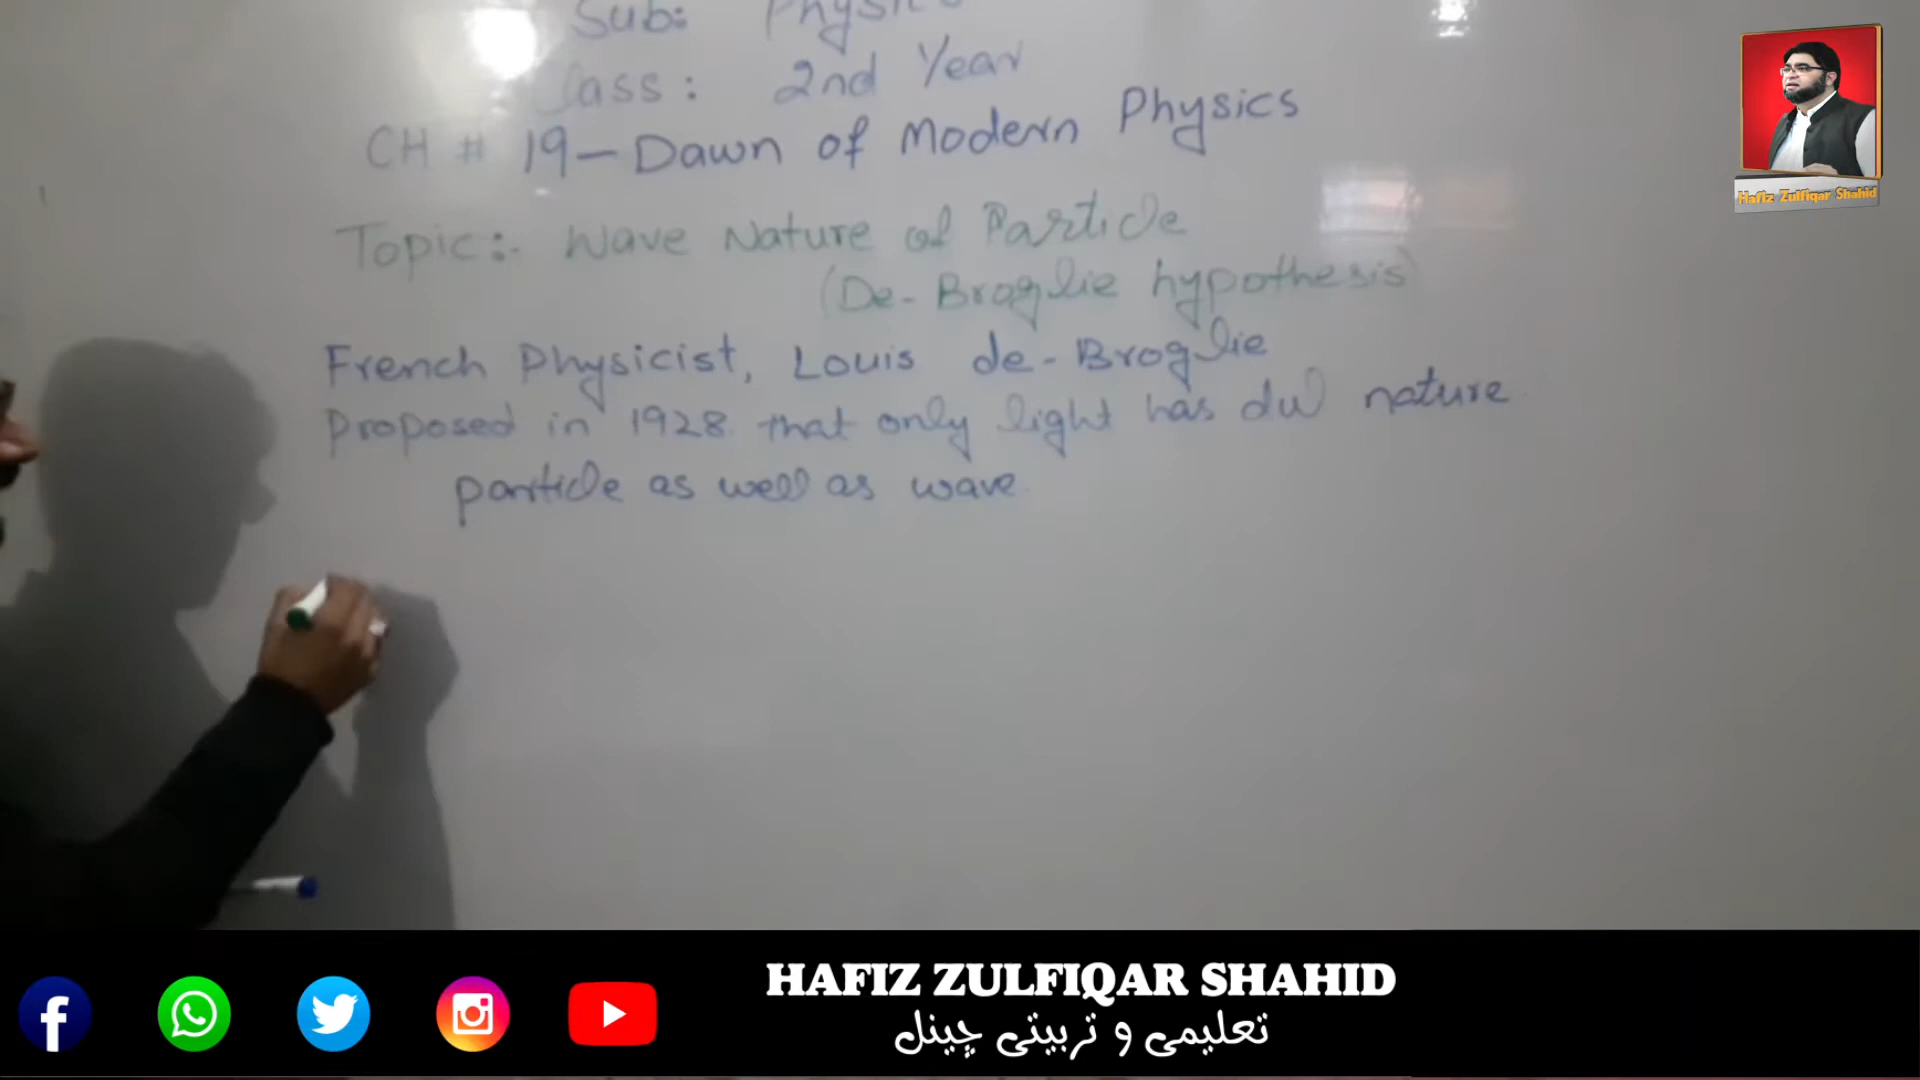 Sub: Physics
Class: 2nd Year
CH # 19 - Dawn of Modern Physics
Topic:- Wave Nature of Particle
(De-Broglie hypothesis)
French Physicist, Louis de-Broglie
Proposed in 1928 that only light has dul nature
particle as well as wave
Hafiz Zulfiqar Shahid
HAFIZ ZULFIQAR SHAHID
تعلیمی و تربیتی چینل